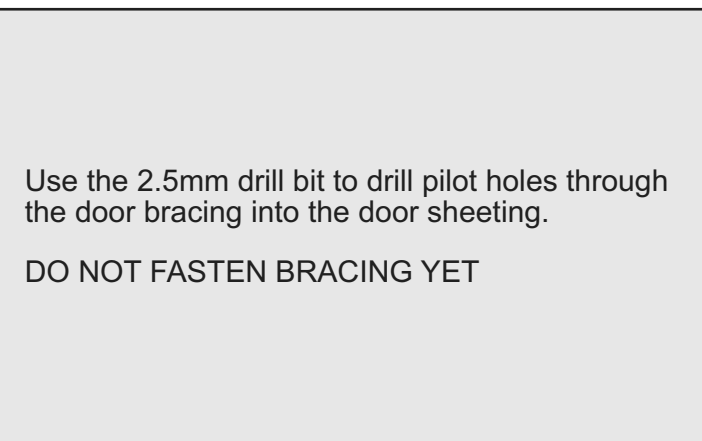 Use the 2.5mm drill bit to drill pilot holes through
the door bracing into the door sheeting.
DO NOT FASTEN BRACING YET